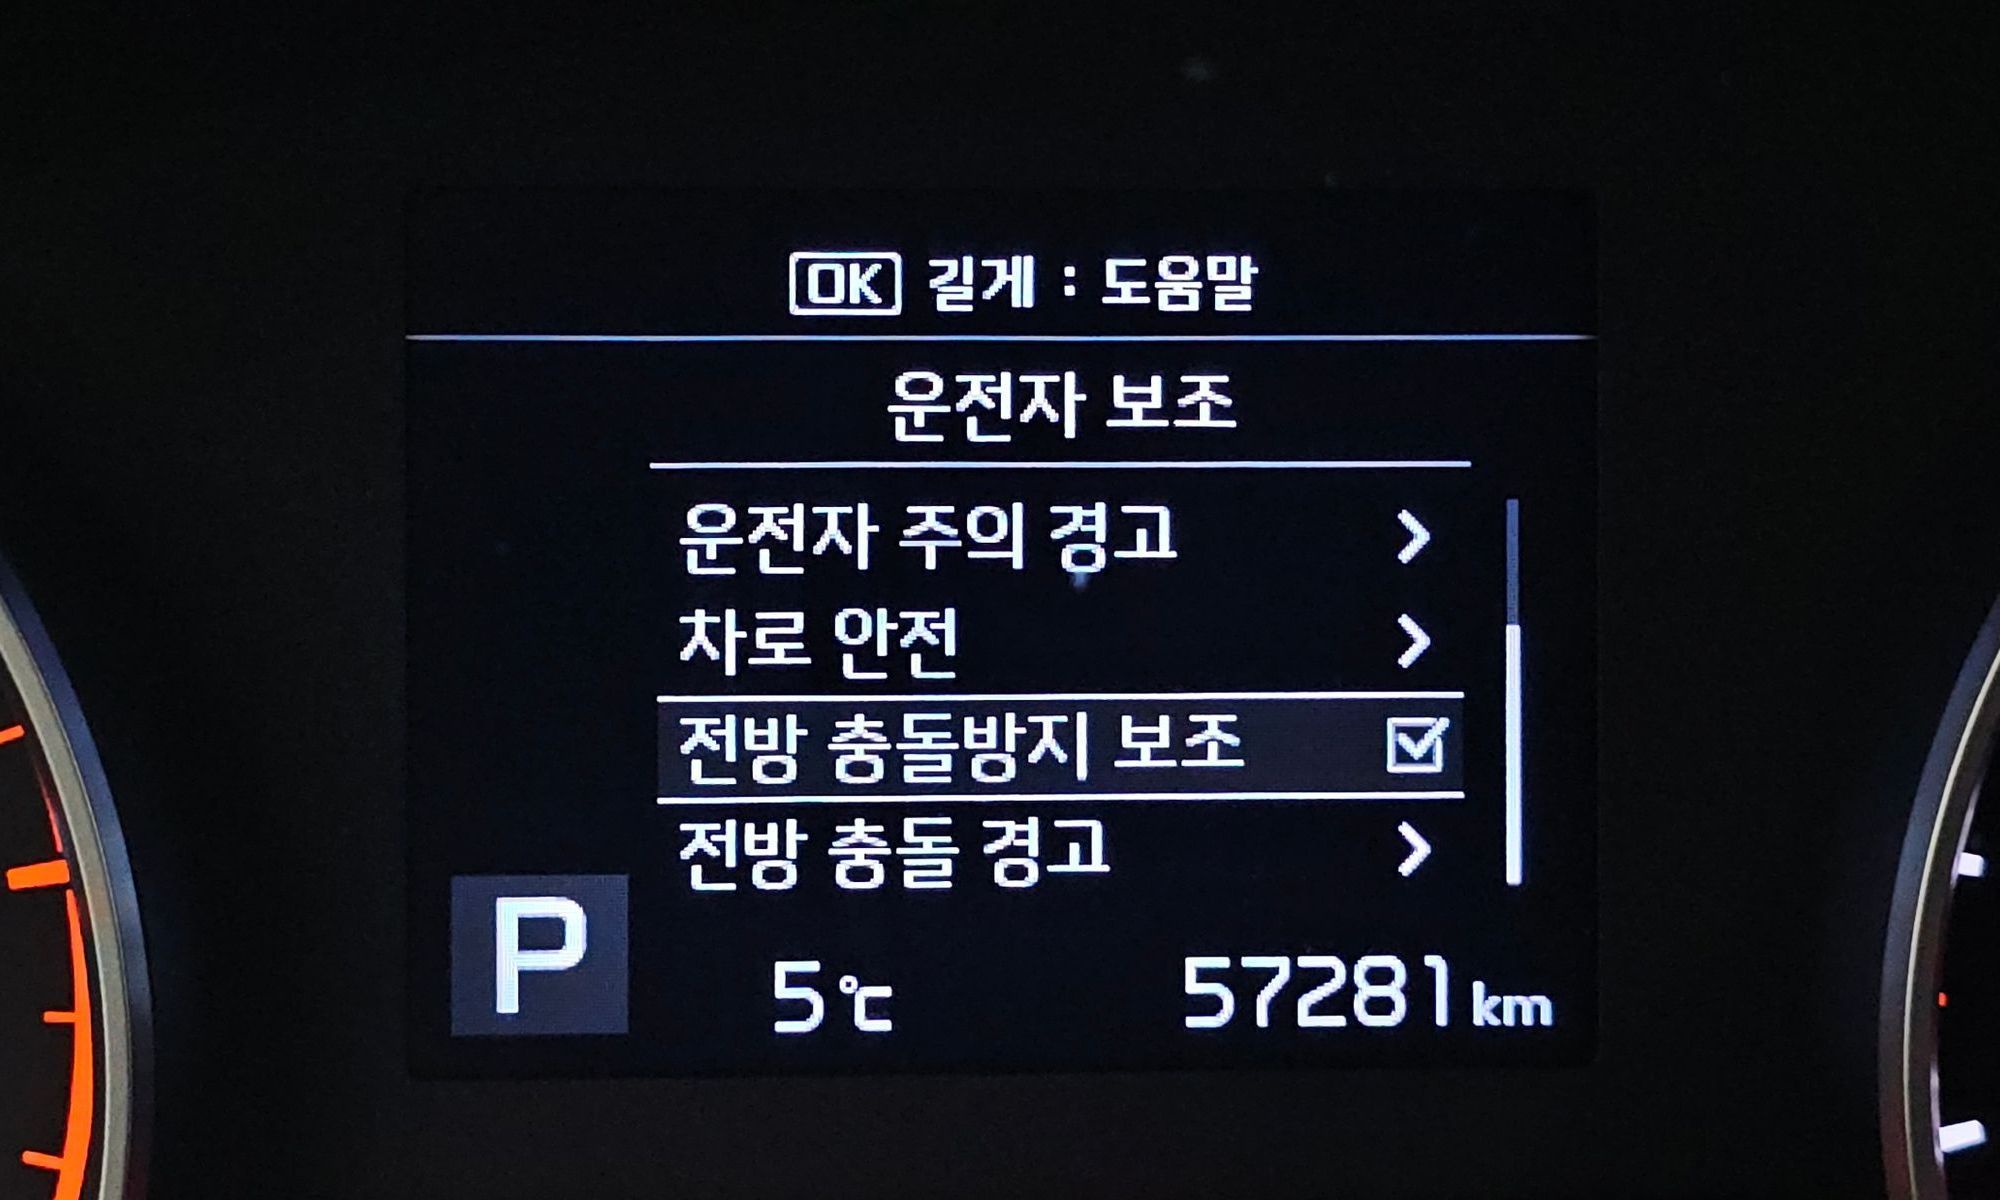 OK 길게 : 도움말
운전자 보조
운전자 주의 경고
차로 안전
전방 충돌방지 보조
전방 충돌 경고
P
5℃ 57281 km